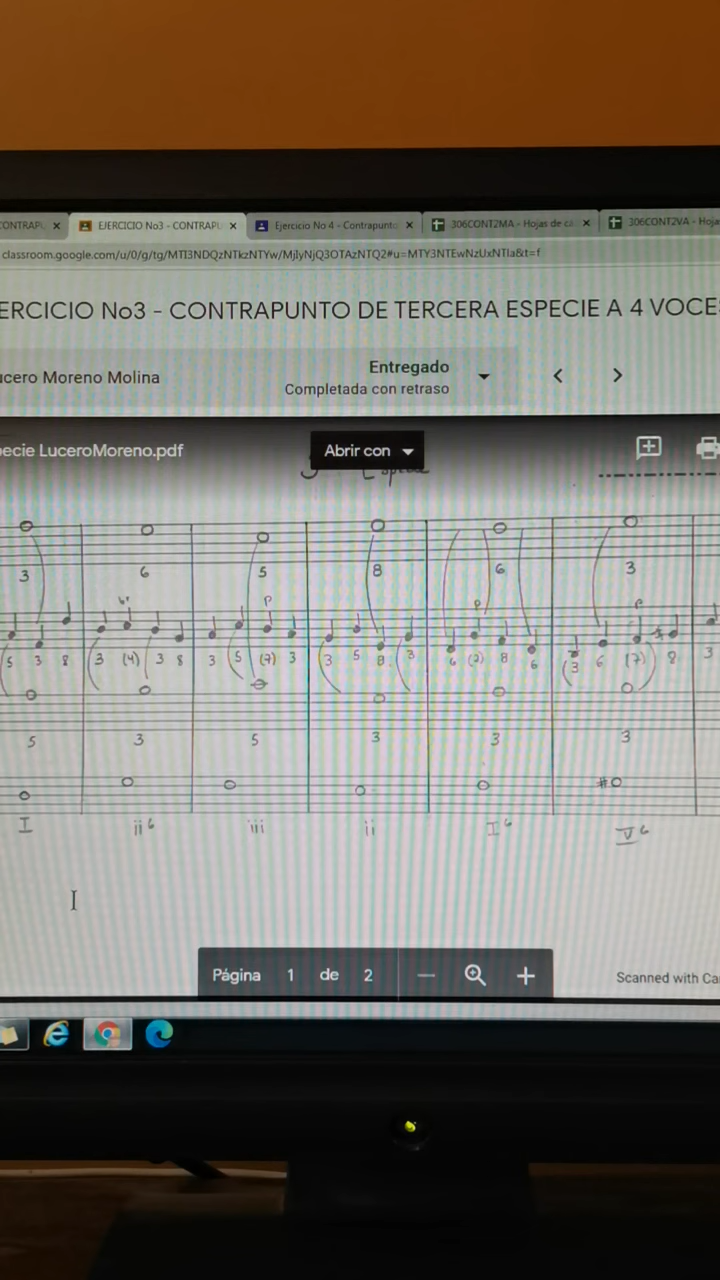 CONTRAPU × EJERCICIO No3 - CONTRAPU × Ejercicio No 4 - Contrapunto × 306CONT2MA - Hojas de cá × 306CONT2VA - Hoja
classroom.google.com/u/0/g/tg/
ERCICIO No3 - CONTRAPUNTO DE TERCERA ESPECIE A 4 VOCES
ucero Moreno Molina
Entregado
Completada con retraso
pecie LuceroMoreno.pdf
Abrir con
3 6 5 8 6 3
P P P
5 3 8 3 (4) 3 8 3 5 (7) 3 3 5 8 3 6 (7) 8 6 3 6 (7) 8 3
5 3 5 3 3 3
I ii6 iii ii I6 V6
Página 1 de 2
Scanned with Ca